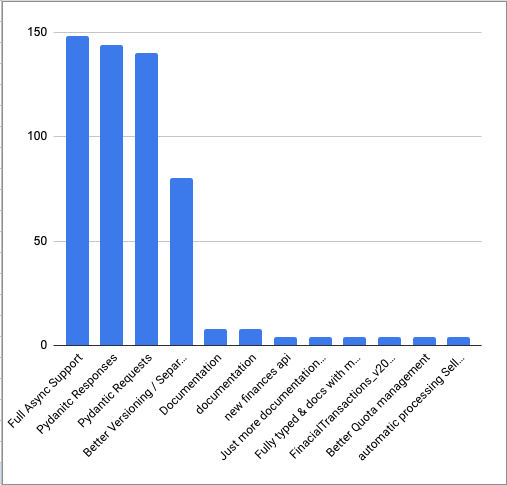 150
100
50
0
Full Async Support
Pydanitc Responses
Pydantic Requests
Better Versioning / Separ…
Documentation
documentation
new finances api
Just more documentation…
Fully typed & docs with m…
FinacialTransactions_v20…
Better Quota management
automatic processing Sell…